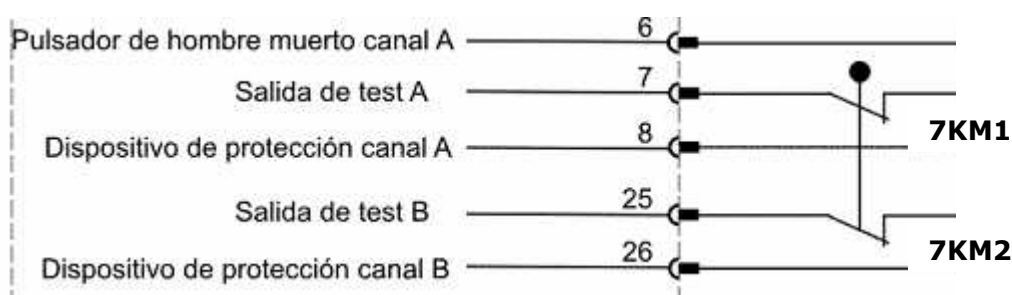 Pulsador de hombre muerto canal A 6
Salida de test A 7
Dispositivo de protección canal A 8
7KM1
Salida de test B 25
Dispositivo de protección canal B 26
7KM2